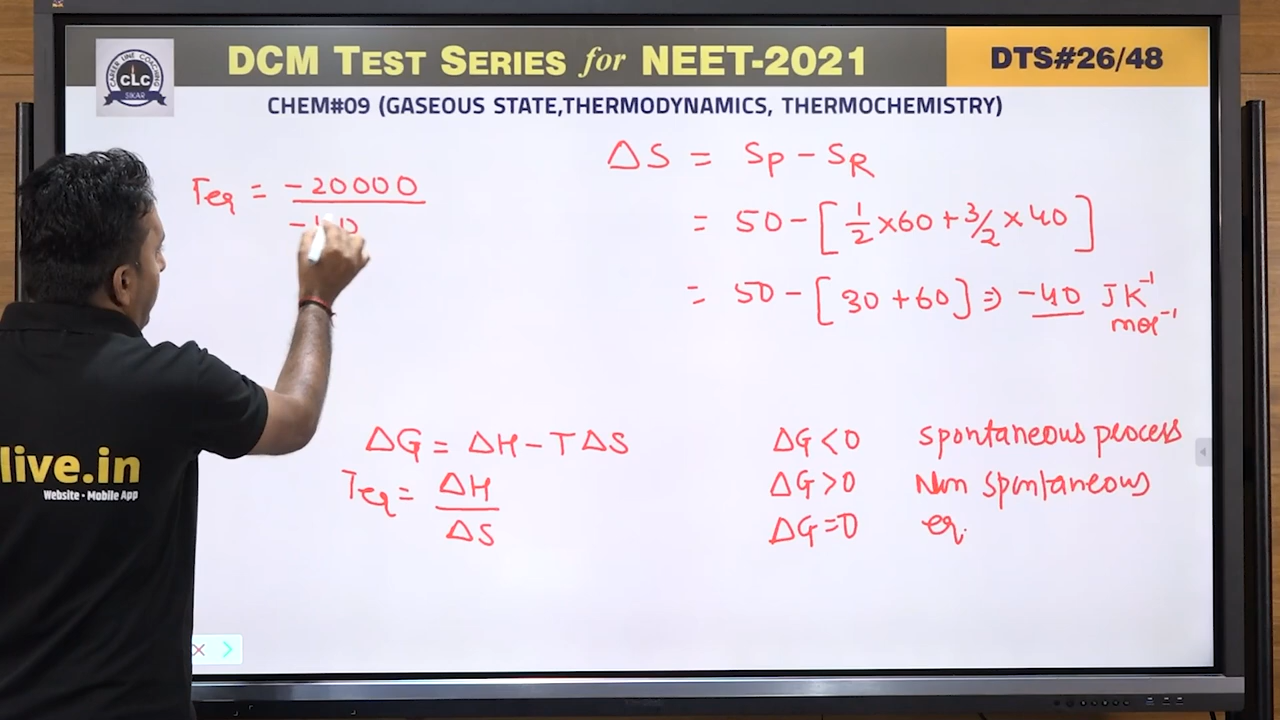 DCM TEST SERIES for NEET-2021
DTS#26/48
CAREER LINE COACHING
CLC
SIKAR
CHEM#09 (GASEOUS STATE,THERMODYNAMICS, THERMOCHEMISTRY)
ΔS = SP - SR
Teq = -20000
= 50 - [1/2 × 60 + 3/2 × 40]
= 50 - [30 + 60] ⇒ -40 JK⁻¹
mol⁻¹
ΔG = ΔH - TΔS
Teq = ΔH
ΔS
ΔG < 0 spontaneous process
ΔG > 0 Non spontaneous
ΔG = 0 eq.
live.in
Website · Mobile App